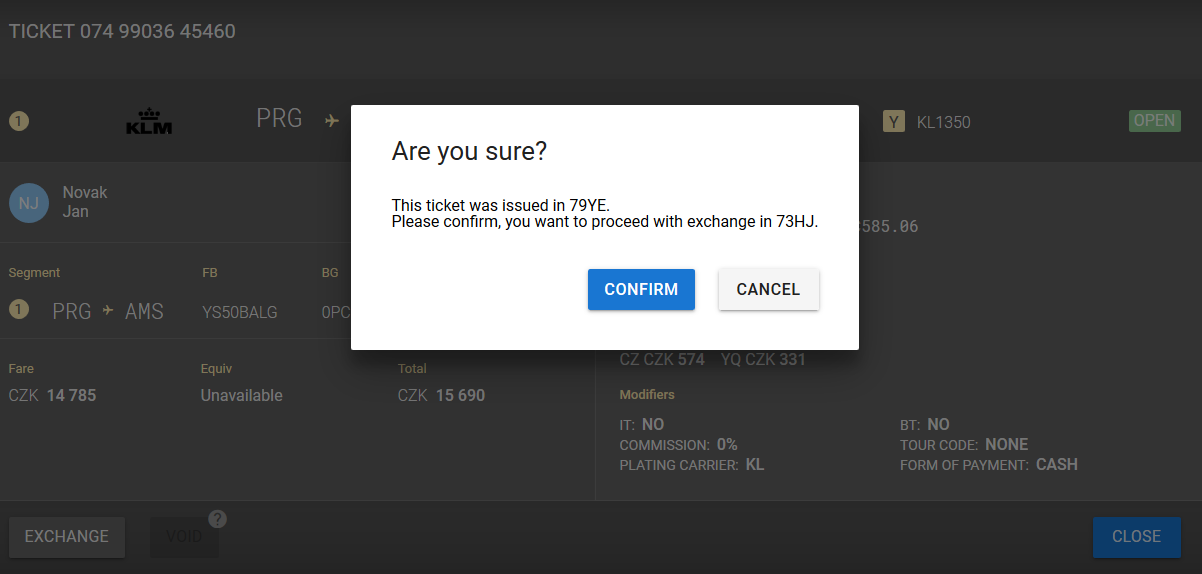 TICKET 074 99036 45460
1 KLM PRG Y KL1350 OPEN
Are you sure?
This ticket was issued in 79YE.
Please confirm, you want to proceed with exchange in 73HJ.
CONFIRM CANCEL
NJ Novak
Jan
585.06
Segment FB BG
1 PRG AMS YS50BALG 0PC
Fare Equiv Total
CZK 14 785 Unavailable CZK 15 690
CZ CZK 574 YQ CZK 331
Modifiers
IT: NO BT: NO
COMMISSION: 0% TOUR CODE: NONE
PLATING CARRIER: KL FORM OF PAYMENT: CASH
EXCHANGE VOID ? CLOSE